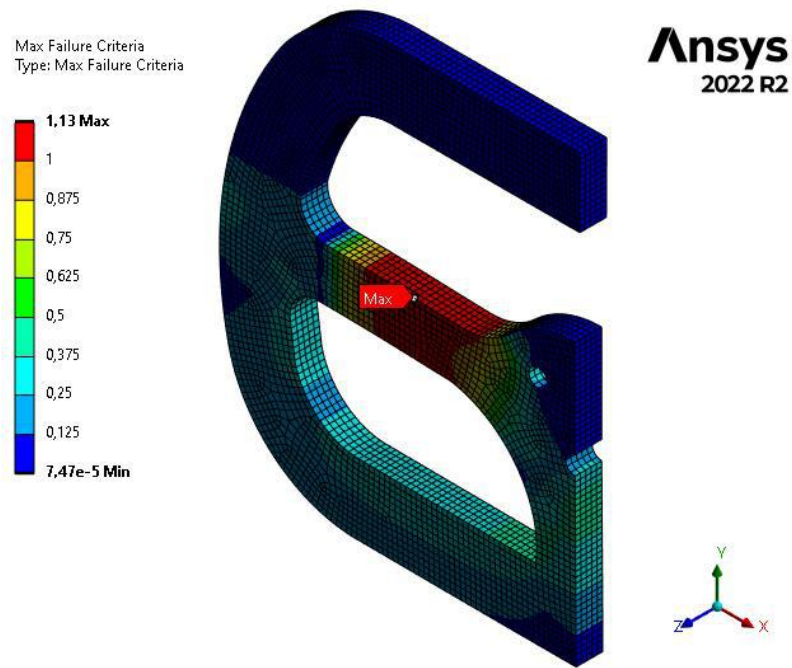 Max Failure Criteria
Type: Max Failure Criteria
Ansys
2022 R2
1,13 Max
1
0,875
0,75
0,625
0,5
0,375
0,25
0,125
7,47e-5 Min
Max
Y
Z
X